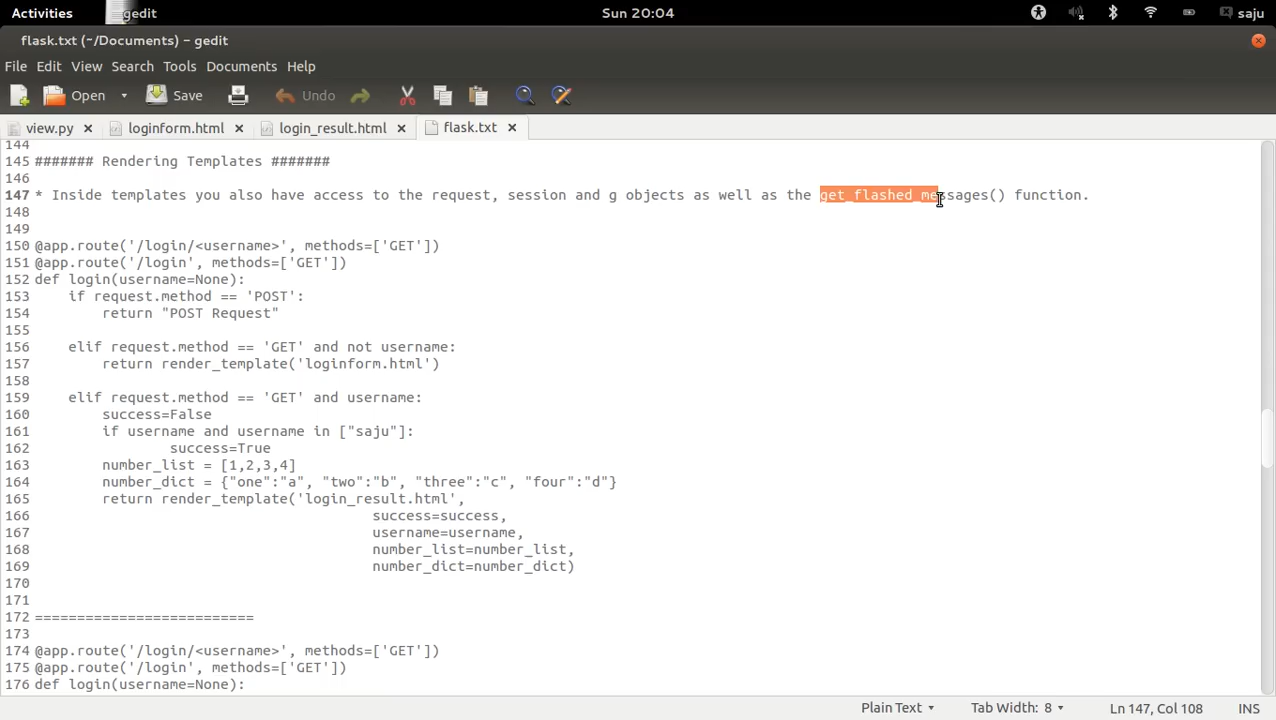 Activities gedit Sun 20:04 saju
flask.txt (~/Documents) – gedit
File Edit View Search Tools Documents Help
Open Save Undo
view.py loginform.html login_result.html flask.txt
144
145 ####### Rendering Templates #######
146
147 * Inside templates you also have access to the request, session and g objects as well as the get_flashed_messages() function.
148
149
150 @app.route('/login/<username>', methods=['GET'])
151 @app.route('/login', methods=['GET'])
152 def login(username=None):
153     if request.method == 'POST':
154         return "POST Request"
155
156     elif request.method == 'GET' and not username:
157         return render_template('loginform.html')
158
159     elif request.method == 'GET' and username:
160         success=False
161         if username and username in ["saju"]:
162                 success=True
163         number_list = [1,2,3,4]
164         number_dict = {"one":"a", "two":"b", "three":"c", "four":"d"}
165         return render_template('login_result.html',
166                                         success=success,
167                                         username=username,
168                                         number_list=number_list,
169                                         number_dict=number_dict)
170
171
172 ==========================
173
174 @app.route('/login/<username>', methods=['GET'])
175 @app.route('/login', methods=['GET'])
176 def login(username=None):
Plain Text Tab Width: 8 Ln 147, Col 108 INS